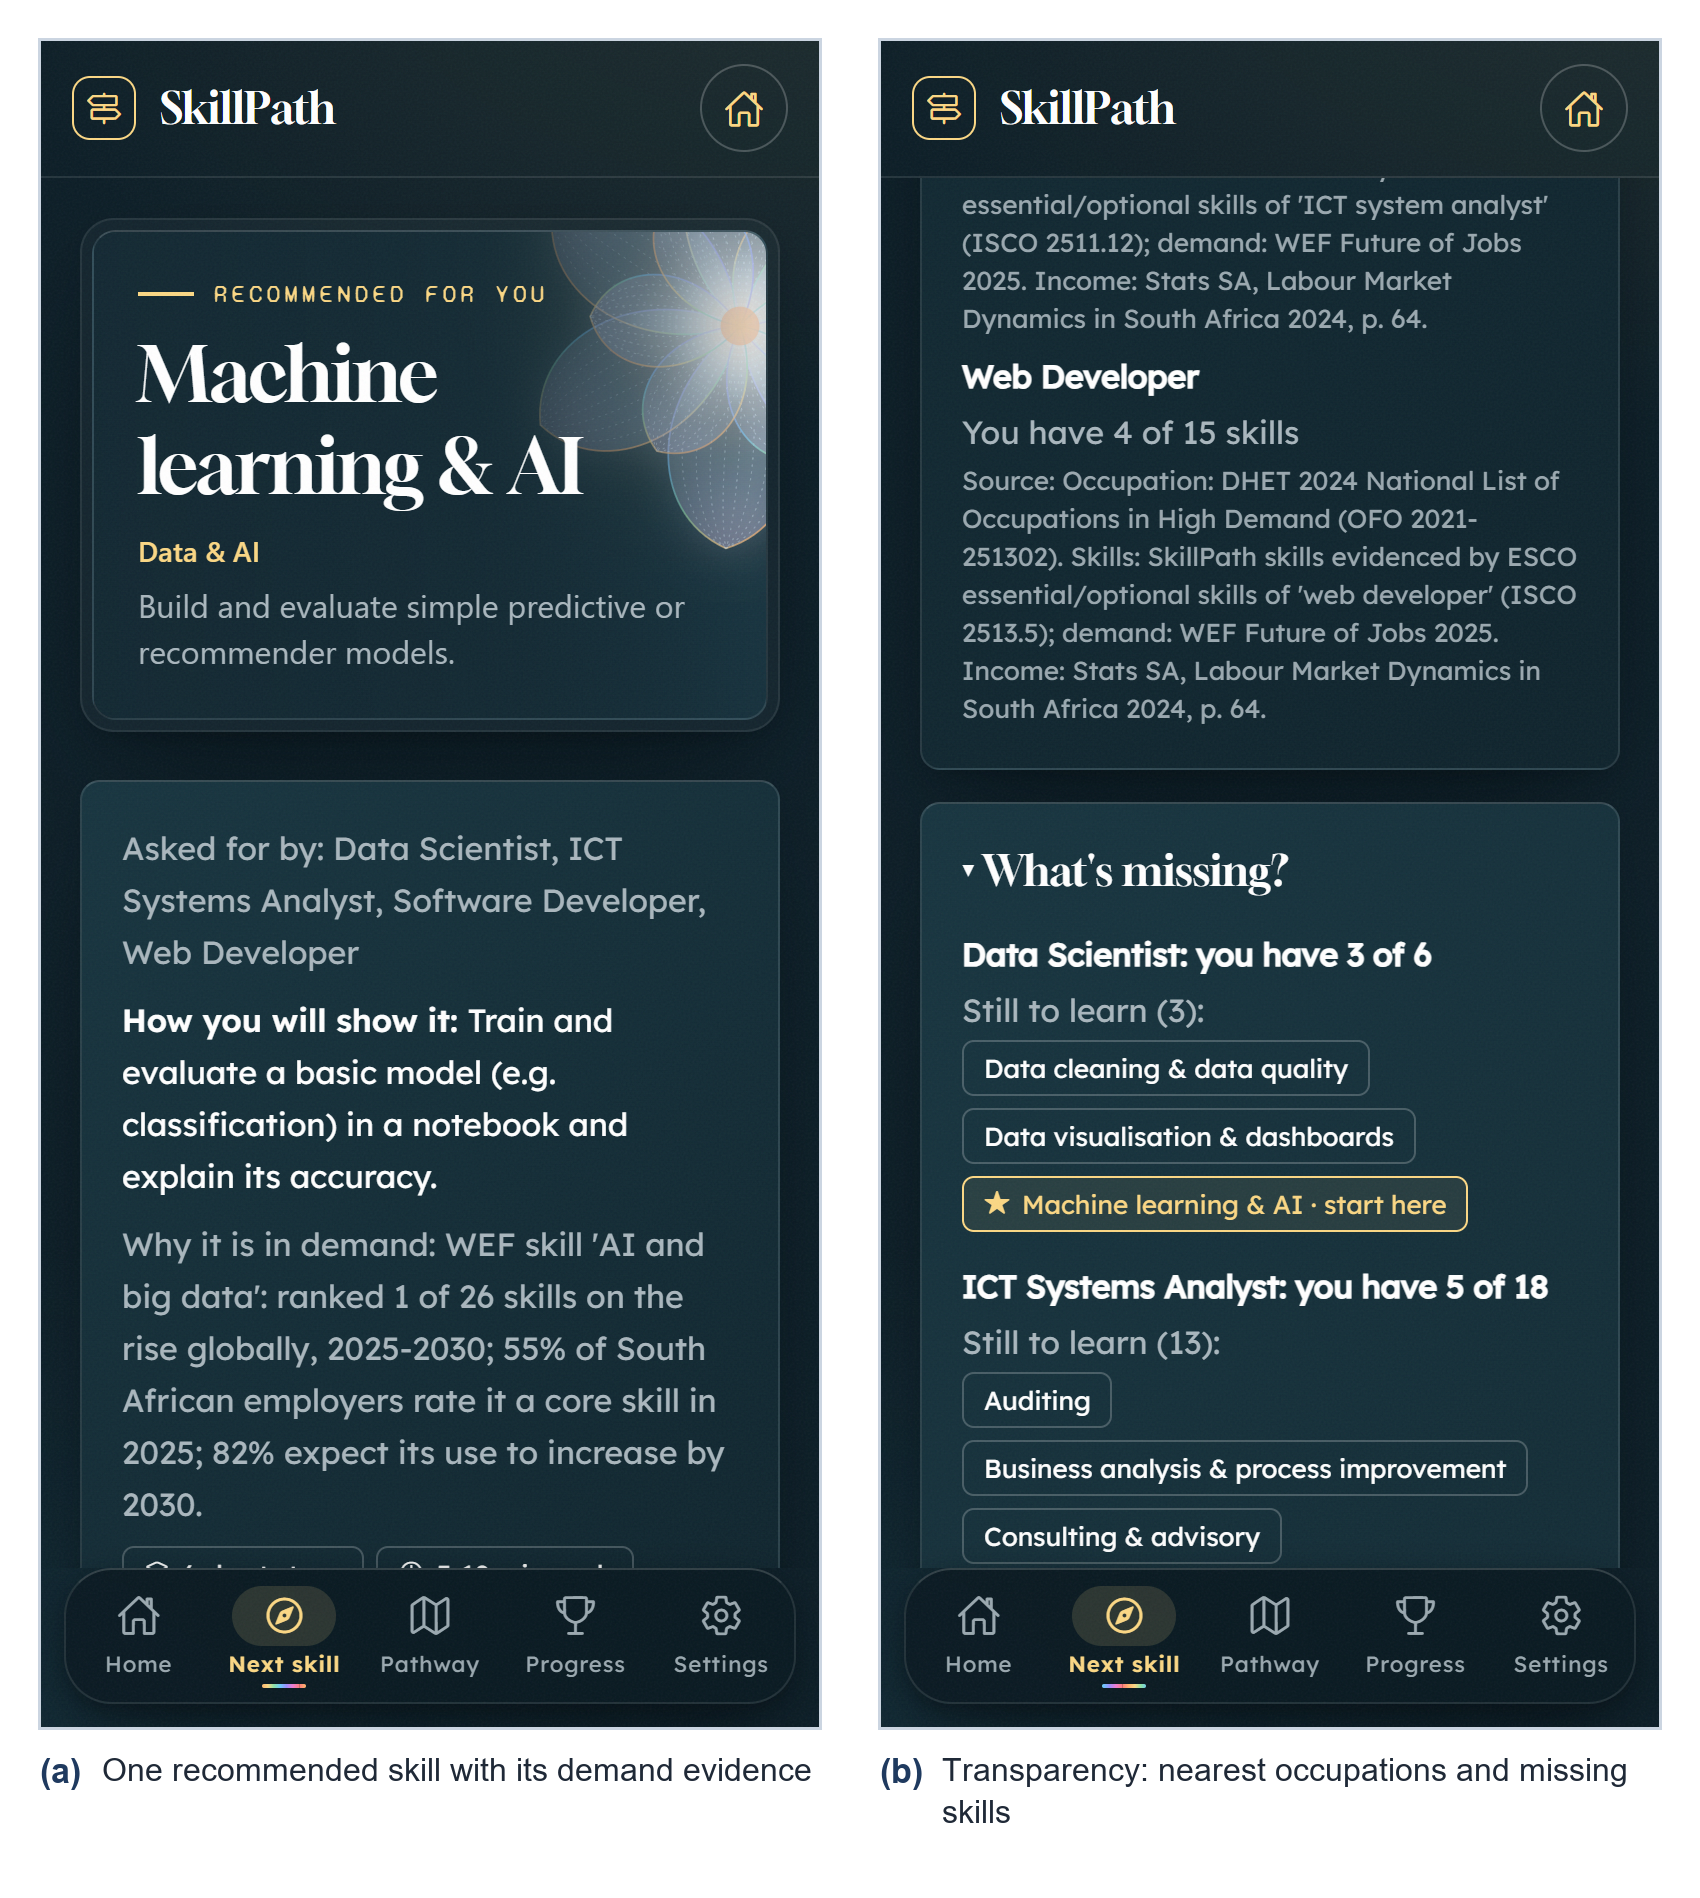 SkillPath
RECOMMENDED FOR YOU
Machine
learning & AI
Data & AI
Build and evaluate simple predictive or
recommender models.
Asked for by: Data Scientist, ICT
Systems Analyst, Software Developer,
Web Developer
How you will show it: Train and
evaluate a basic model (e.g.
classification) in a notebook and
explain its accuracy.
Why it is in demand: WEF skill 'AI and
big data': ranked 1 of 26 skills on the
rise globally, 2025-2030; 55% of South
African employers rate it a core skill in
2025; 82% expect its use to increase by
2030.
Home Next skill Pathway Progress Settings
(a) One recommended skill with its demand evidence
SkillPath
essential/optional skills of 'ICT system analyst'
(ISCO 2511.12); demand: WEF Future of Jobs
2025. Income: Stats SA, Labour Market
Dynamics in South Africa 2024, p. 64.
Web Developer
You have 4 of 15 skills
Source: Occupation: DHET 2024 National List of
Occupations in High Demand (OFO 2021-
251302). Skills: SkillPath skills evidenced by ESCO
essential/optional skills of 'web developer' (ISCO
2513.5); demand: WEF Future of Jobs 2025.
Income: Stats SA, Labour Market Dynamics in
South Africa 2024, p. 64.
▾ What's missing?
Data Scientist: you have 3 of 6
Still to learn (3):
Data cleaning & data quality
Data visualisation & dashboards
★ Machine learning & AI · start here
ICT Systems Analyst: you have 5 of 18
Still to learn (13):
Auditing
Business analysis & process improvement
Consulting & advisory
Home Next skill Pathway Progress Settings
(b) Transparency: nearest occupations and missing
skills